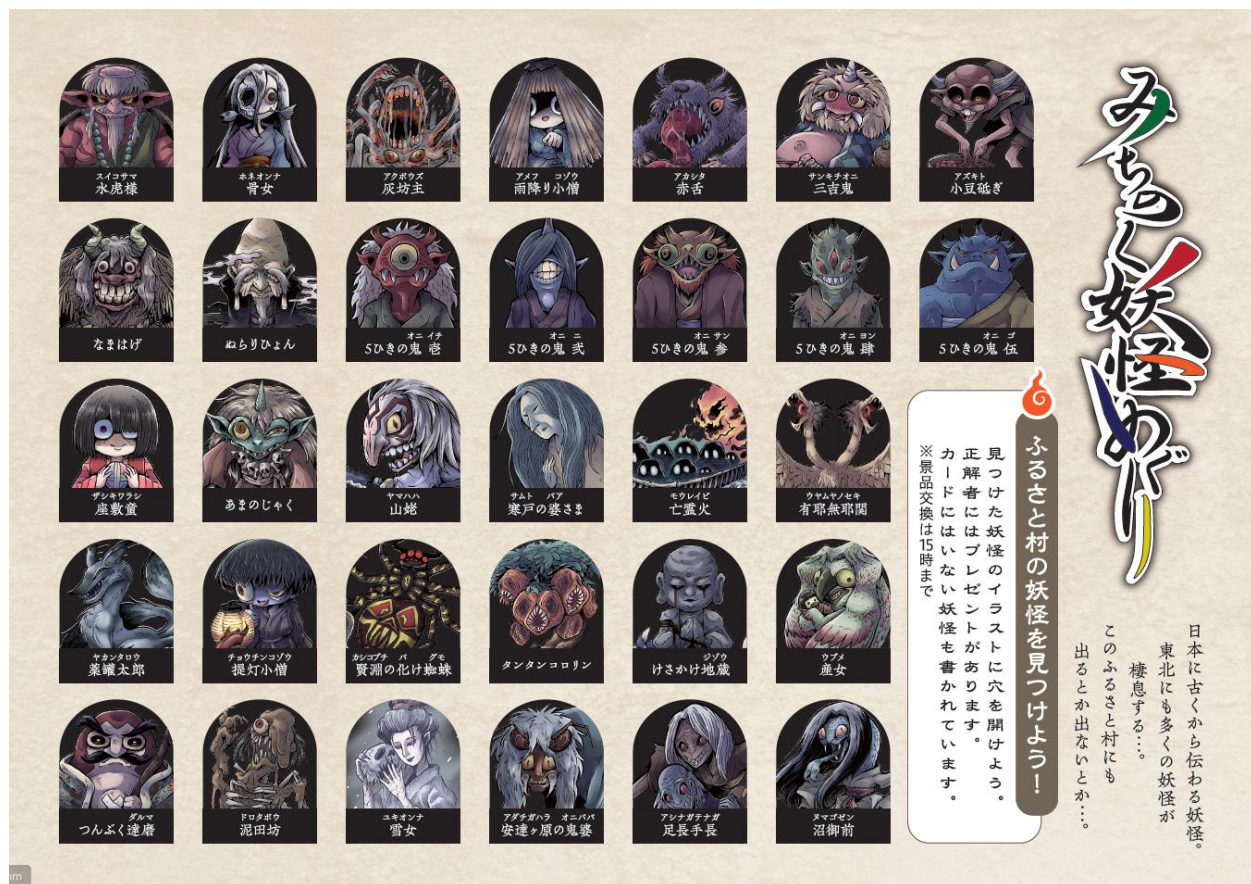 みちのく妖怪めぐり
日本に古くから伝わる妖怪。
東北にも多くの妖怪が
棲息する…。
このふるさと村にも
出るとか出ないとか…。
ふるさと村の妖怪を見つけよう！
見つけた妖怪のイラストに穴を開けよう。
正解者にはプレゼントがあります。
カードにはいない妖怪も書かれています。
※景品交換は15時まで
スイコサマ
水虎様
ホネオンナ
骨女
アクボウズ
灰坊主
アメフ コゾウ
雨降り小僧
アカシタ
赤舌
サンキチオニ
三吉鬼
アズキト
小豆砥ぎ
なまはげ
ぬらりひょん
オニ イチ
5ひきの鬼 壱
オニ ニ
5ひきの鬼 弐
オニ サン
5ひきの鬼 参
オニ ヨン
5ひきの鬼 肆
オニ ゴ
5ひきの鬼 伍
ザシキワラシ
座敷童
あまのじゃく
ヤマハハ
山姥
サムト バア
寒戸の婆さま
モウレイビ
亡霊火
ウヤムヤノセキ
有耶無耶関
ヤカンタロウ
薬罐太郎
チョウチンコゾウ
提灯小僧
カシコブチ バ グモ
賢淵の化け蜘蛛
タンタンコロリン
ジゾウ
けさかけ地蔵
ウブメ
産女
ダルマ
つんぶく達磨
ドロタボウ
泥田坊
ユキオンナ
雪女
アダチガハラ オニババ
安達ヶ原の鬼婆
アシナガテナガ
足長手長
ヌマゴゼン
沼御前